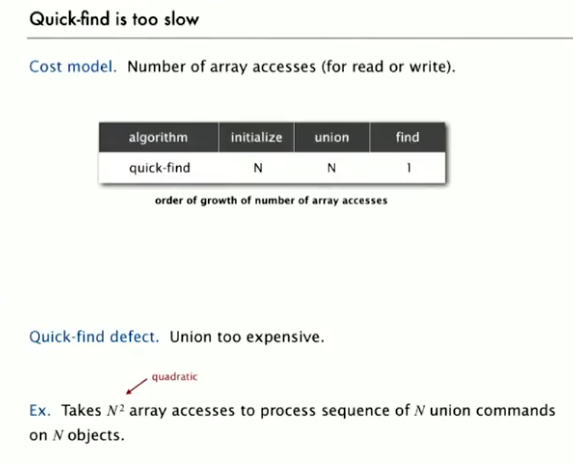 Quick-find is too slow
Cost model. Number of array accesses (for read or write).
algorithm initialize union find
quick-find N N 1
order of growth of number of array accesses
Quick-find defect. Union too expensive.
quadratic
Ex. Takes N² array accesses to process sequence of N union commands
on N objects.